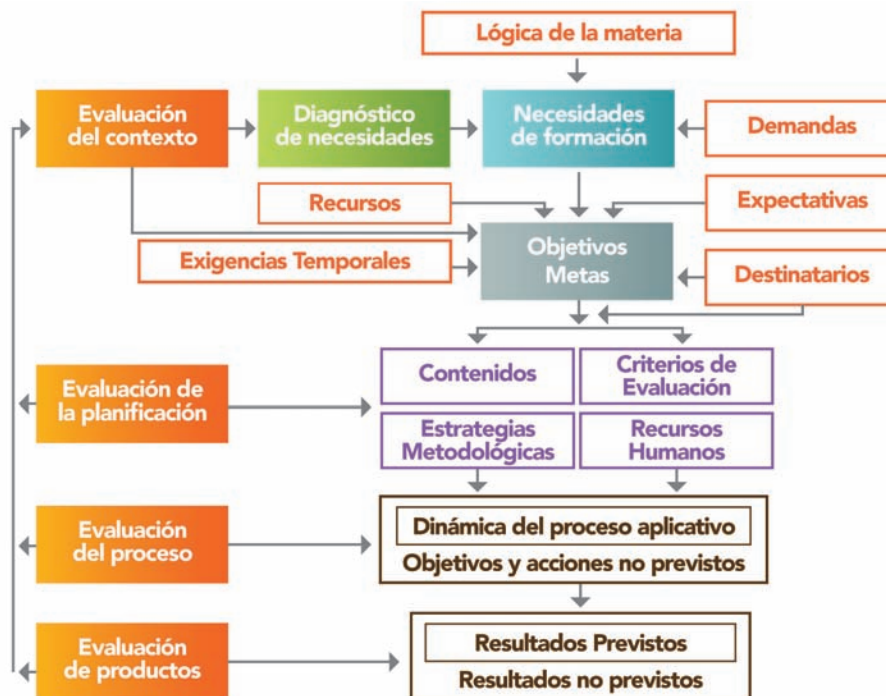 Lógica de la materia
Evaluación
del contexto
Diagnóstico
de necesidades
Necesidades
de formación
Demandas
Recursos
Expectativas
Exigencias Temporales
Objetivos
Metas
Destinatarios
Evaluación de
la planificación
Contenidos
Criterios de
Evaluación
Estrategias
Metodológicas
Recursos
Humanos
Evaluación
del proceso
Dinámica del proceso aplicativo
Objetivos y acciones no previstos
Evaluación
de productos
Resultados Previstos
Resultados no previstos